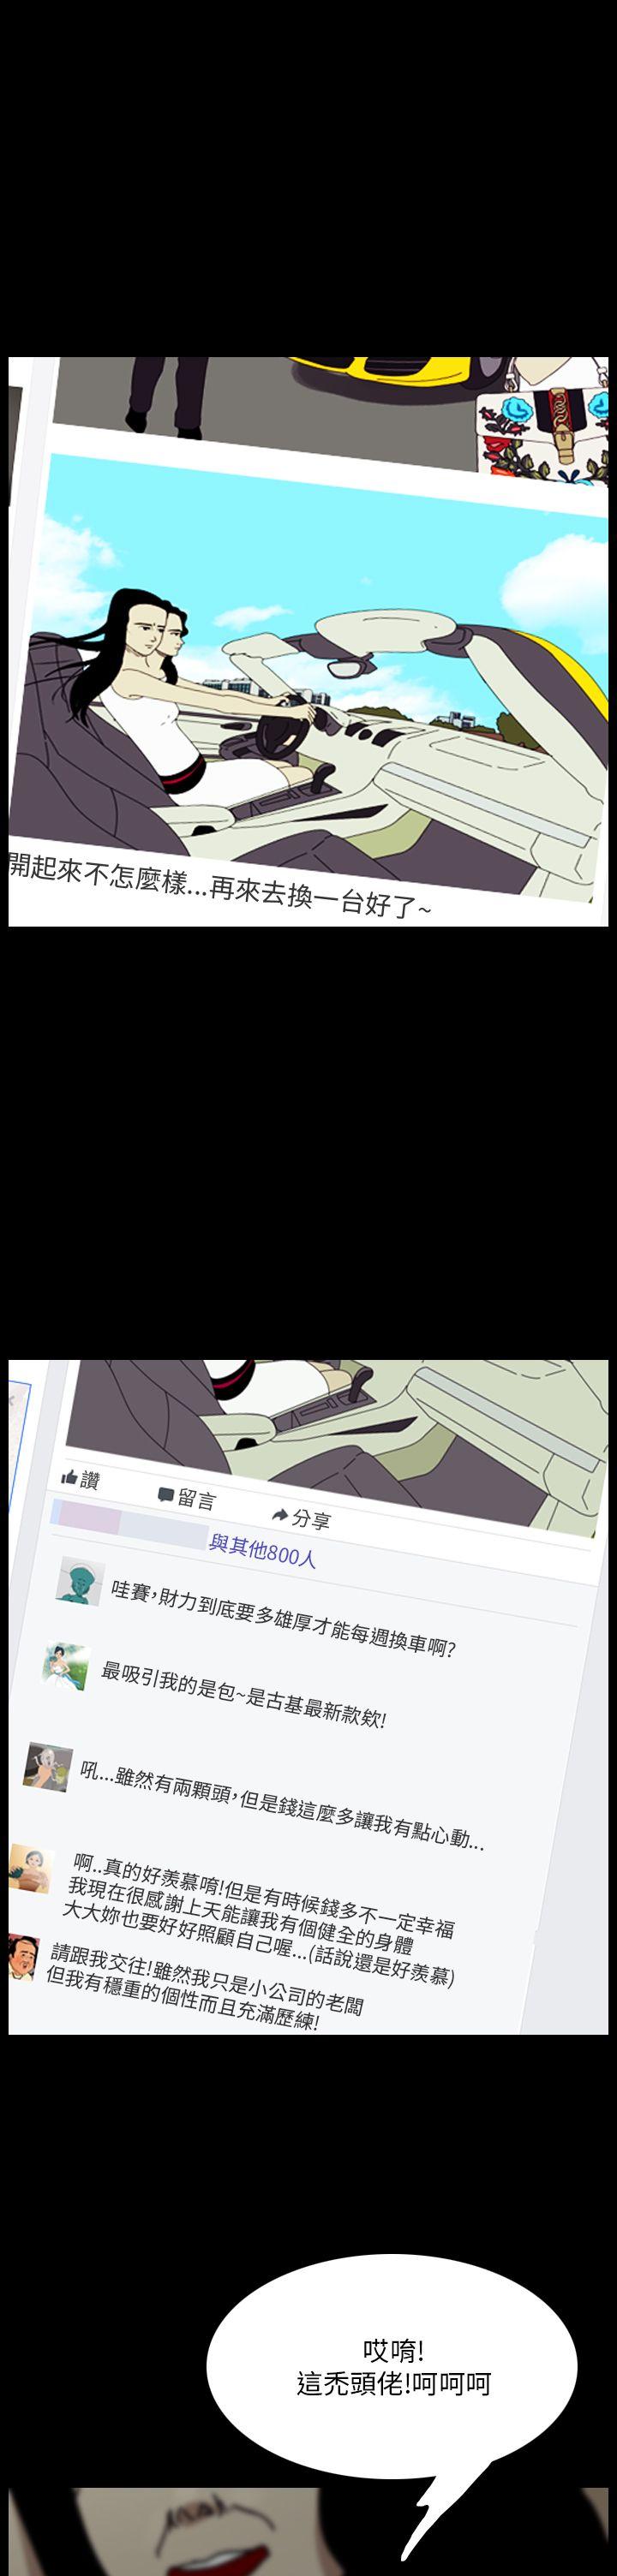 開起來不怎麼樣...再來去換一台好了~
讚
留言
分享
與其他800人
哇賽,財力到底要多雄厚才能每週換車啊?
最吸引我的是包~是古基最新款欸!
吼...雖然有兩顆頭,但是錢這麼多讓我有點心動...
啊..真的好羨慕唷!但是有時候錢多不一定幸福
我現在很感謝上天能讓我有個健全的身體
大大妳也要好好照顧自己喔...(話說還是好羨慕)
請跟我交往!雖然我只是小公司的老闆
但我有穩重的個性而且充滿歷練!
哎唷!
這禿頭佬!呵呵呵